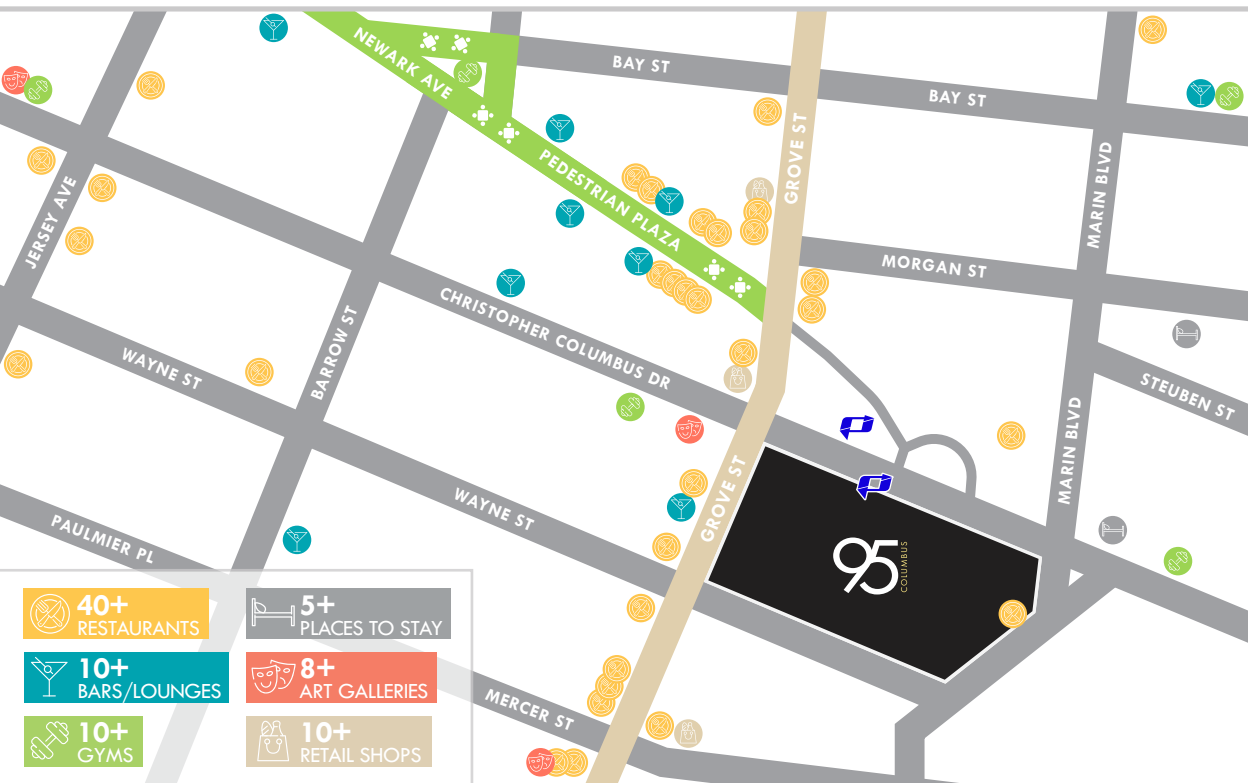 NEWARK AVE
BAY ST
BAY ST
GROVE ST
MARIN BLVD
PEDESTRIAN PLAZA
JERSEY AVE
MORGAN ST
CHRISTOPHER COLUMBUS DR
BARROW ST
WAYNE ST
STEUBEN ST
MARIN BLVD
GROVE ST
WAYNE ST
PAULMIER PL
95
COLUMBUS
MERCER ST
40+
RESTAURANTS
5+
PLACES TO STAY
10+
BARS/LOUNGES
8+
ART GALLERIES
10+
GYMS
10+
RETAIL SHOPS